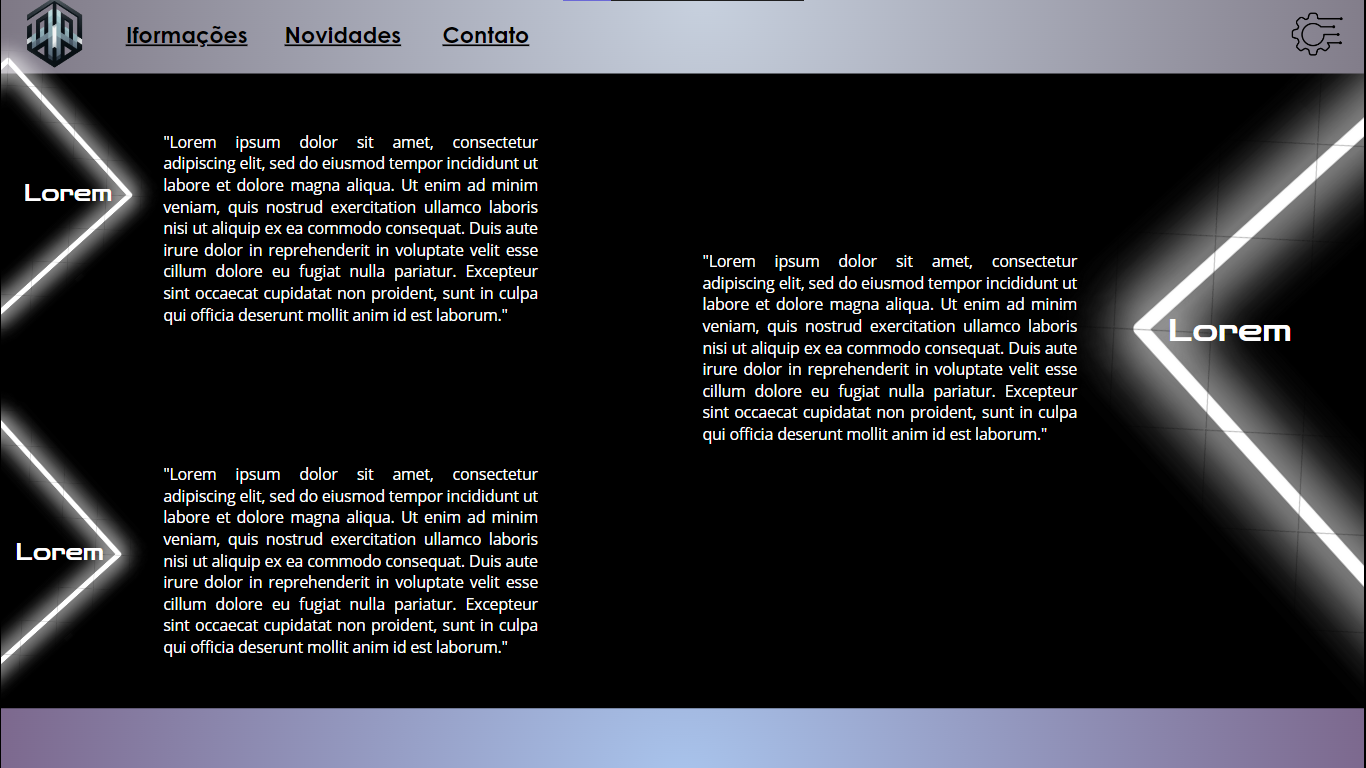 Iformações Novidades Contato
Lorem
"Lorem ipsum dolor sit amet, consectetur
adipiscing elit, sed do eiusmod tempor incididunt ut
labore et dolore magna aliqua. Ut enim ad minim
veniam, quis nostrud exercitation ullamco laboris
nisi ut aliquip ex ea commodo consequat. Duis aute
irure dolor in reprehenderit in voluptate velit esse
cillum dolore eu fugiat nulla pariatur. Excepteur
sint occaecat cupidatat non proident, sunt in culpa
qui officia deserunt mollit anim id est laborum."
"Lorem ipsum dolor sit amet, consectetur
adipiscing elit, sed do eiusmod tempor incididunt ut
labore et dolore magna aliqua. Ut enim ad minim
veniam, quis nostrud exercitation ullamco laboris
nisi ut aliquip ex ea commodo consequat. Duis aute
irure dolor in reprehenderit in voluptate velit esse
cillum dolore eu fugiat nulla pariatur. Excepteur
sint occaecat cupidatat non proident, sunt in culpa
qui officia deserunt mollit anim id est laborum."
Lorem
Lorem
"Lorem ipsum dolor sit amet, consectetur
adipiscing elit, sed do eiusmod tempor incididunt ut
labore et dolore magna aliqua. Ut enim ad minim
veniam, quis nostrud exercitation ullamco laboris
nisi ut aliquip ex ea commodo consequat. Duis aute
irure dolor in reprehenderit in voluptate velit esse
cillum dolore eu fugiat nulla pariatur. Excepteur
sint occaecat cupidatat non proident, sunt in culpa
qui officia deserunt mollit anim id est laborum."